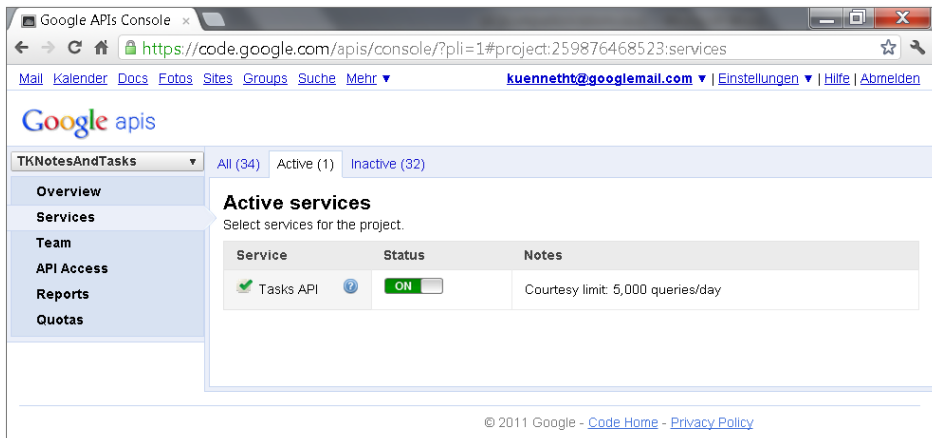 Google APIs Console ×
https://code.google.com/apis/console/?pli=1#project:259876468523:services
Mail Kalender Docs Fotos Sites Groups Suche Mehr ▼ kuennetht@googlemail.com ▼ | Einstellungen ▼ | Hilfe | Abmelden
Google apis
TKNotesAndTasks ▼ All (34) Active (1) Inactive (32)
Overview
Services
Team
API Access
Reports
Quotas
Active services
Select services for the project.
Service Status Notes
Tasks API ? ON Courtesy limit: 5,000 queries/day
© 2011 Google - Code Home - Privacy Policy